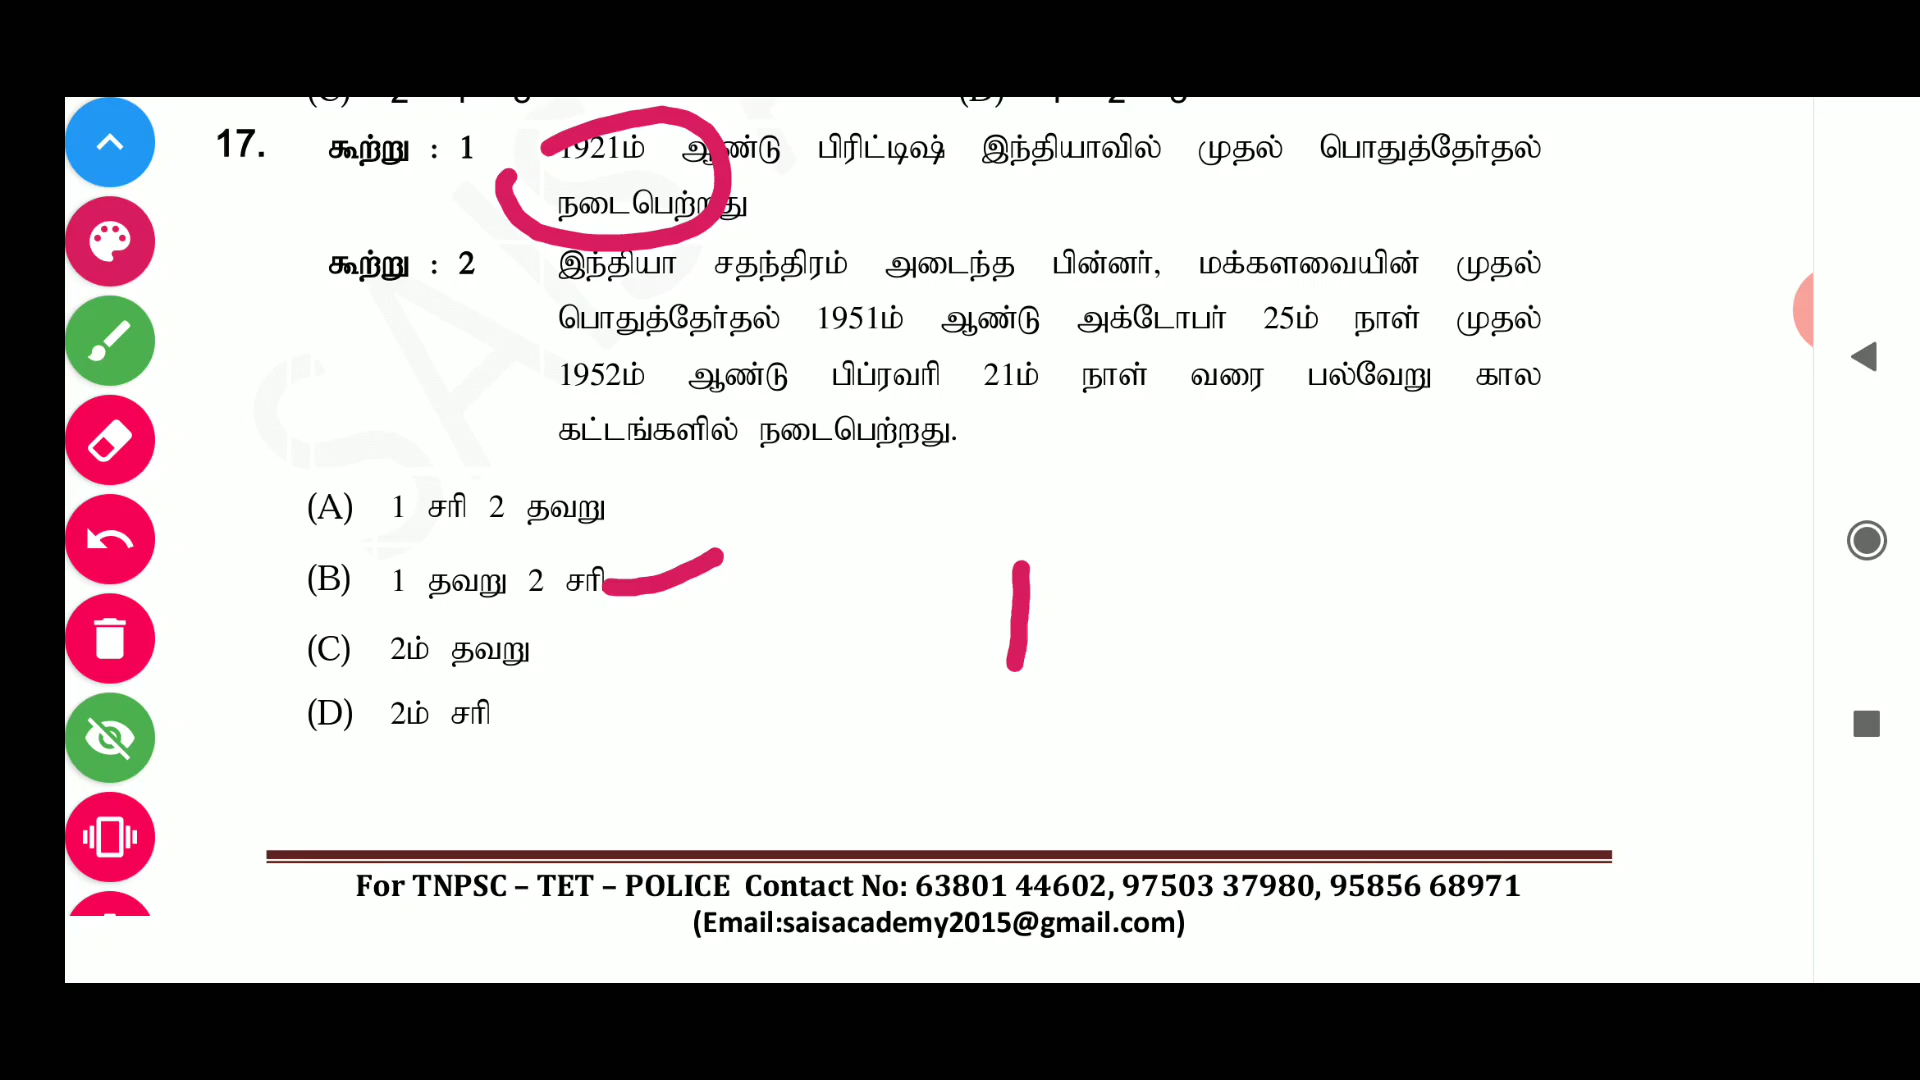 17. கூற்று : 1 1921ம் ஆண்டு பிரிட்டிஷ் இந்தியாவில் முதல் பொதுத்தேர்தல்
நடைபெற்றது
கூற்று : 2 இந்தியா சதந்திரம் அடைந்த பின்னர், மக்களவையின் முதல்
பொதுத்தேர்தல் 1951ம் ஆண்டு அக்டோபர் 25ம் நாள் முதல்
1952ம் ஆண்டு பிப்ரவரி 21ம் நாள் வரை பல்வேறு கால
கட்டங்களில் நடைபெற்றது.
(A) 1 சரி 2 தவறு
(B) 1 தவறு 2 சரி
(C) 2ம் தவறு
(D) 2ம் சரி
For TNPSC – TET – POLICE Contact No: 63801 44602, 97503 37980, 95856 68971
(Email:saisacademy2015@gmail.com)